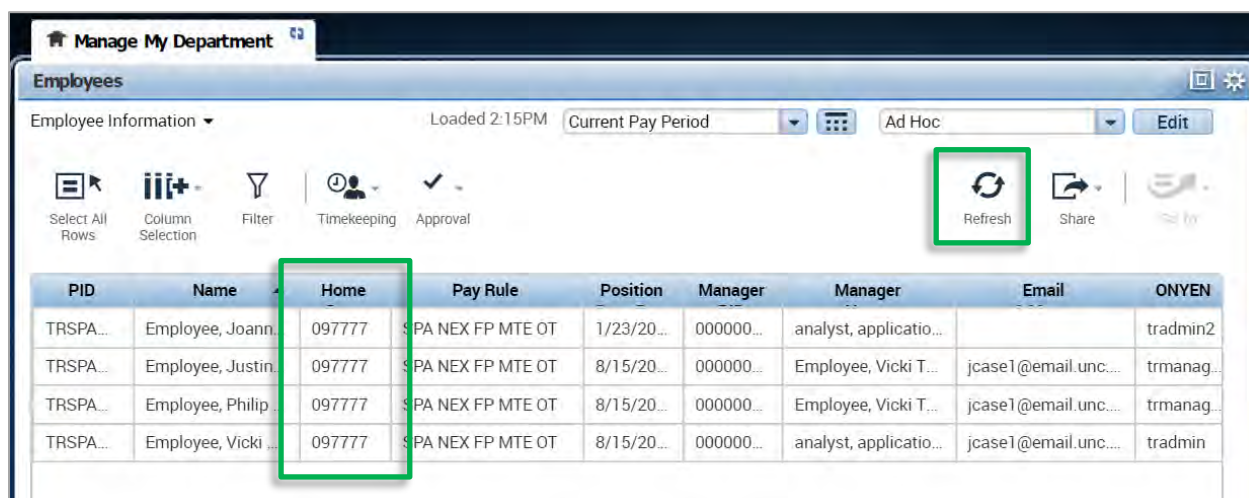 Manage My Department
Employees
Employee Information Loaded 2:15PM Current Pay Period Ad Hoc Edit
Select All Rows Column Selection Filter Timekeeping Approval Refresh Share
PID Name Home Pay Rule Position Manager Manager Email ONYEN
TRSPA... Employee, Joann... 097777 SPA NEX FP MTE OT 1/23/20... 000000... analyst, applicatio... tradmin2
TRSPA... Employee, Justin... 097777 SPA NEX FP MTE OT 8/15/20... 000000... Employee, Vicki T... jcase1@email.unc.... trmanag...
TRSPA... Employee, Philip ... 097777 SPA NEX FP MTE OT 8/15/20... 000000... Employee, Vicki T... jcase1@email.unc.... trmanag...
TRSPA... Employee, Vicki ... 097777 SPA NEX FP MTE OT 8/15/20... 000000... analyst, applicatio... jcase1@email.unc.... tradmin